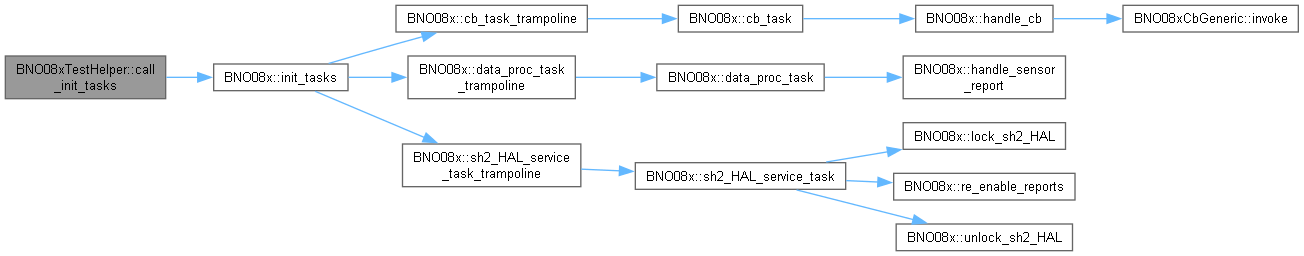 BNO08xTestHelper::call
_init_tasks
BNO08x::init_tasks
BNO08x::cb_task_trampoline
BNO08x::cb_task
BNO08x::handle_cb
BNO08xCbGeneric::invoke
BNO08x::data_proc_task
_trampoline
BNO08x::data_proc_task
BNO08x::handle_sensor
_report
BNO08x::sh2_HAL_service
_task_trampoline
BNO08x::sh2_HAL_service_task
BNO08x::lock_sh2_HAL
BNO08x::re_enable_reports
BNO08x::unlock_sh2_HAL